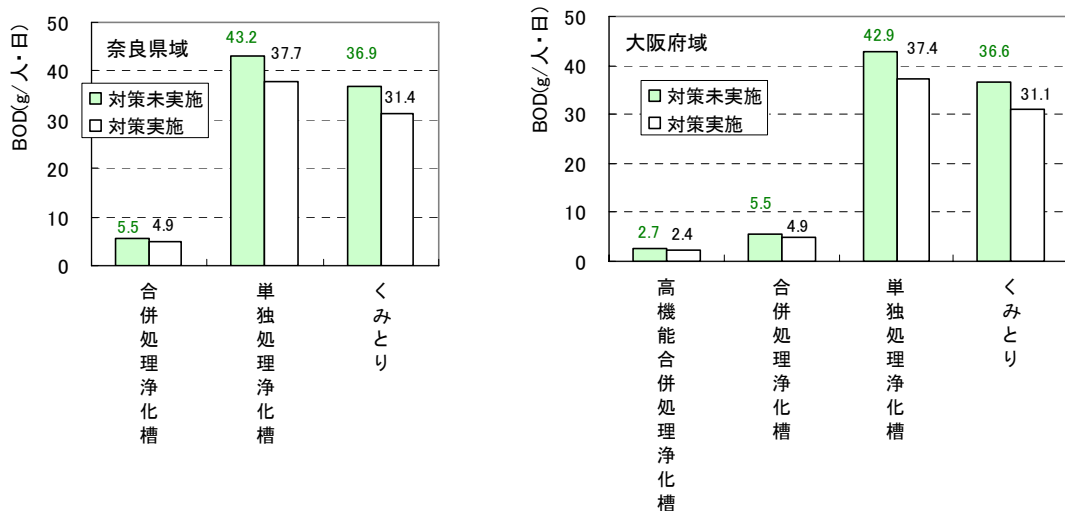 BOD(g/人・日)
50
40
30
20
10
0
奈良県域
対策未実施
対策実施
5.5
4.9
43.2
37.7
36.9
31.4
合併処理浄化槽
単独処理浄化槽
くみとり
BOD(g/人・日)
50
40
30
20
10
0
大阪府域
対策未実施
対策実施
2.7
2.4
5.5
4.9
42.9
37.4
36.6
31.1
高機能合併処理浄化槽
合併処理浄化槽
単独処理浄化槽
くみとり